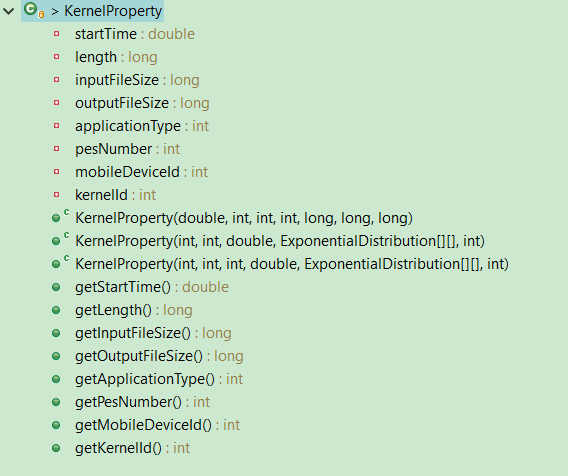 > KernelProperty
startTime : double
length : long
inputFileSize : long
outputFileSize : long
applicationType : int
pesNumber : int
mobileDeviceId : int
kernelId : int
KernelProperty(double, int, int, int, long, long, long)
KernelProperty(int, int, double, ExponentialDistribution[][], int)
KernelProperty(int, int, int, double, ExponentialDistribution[][], int)
getStartTime() : double
getLength() : long
getInputFileSize() : long
getOutputFileSize() : long
getApplicationType() : int
getPesNumber() : int
getMobileDeviceId() : int
getKernelId() : int